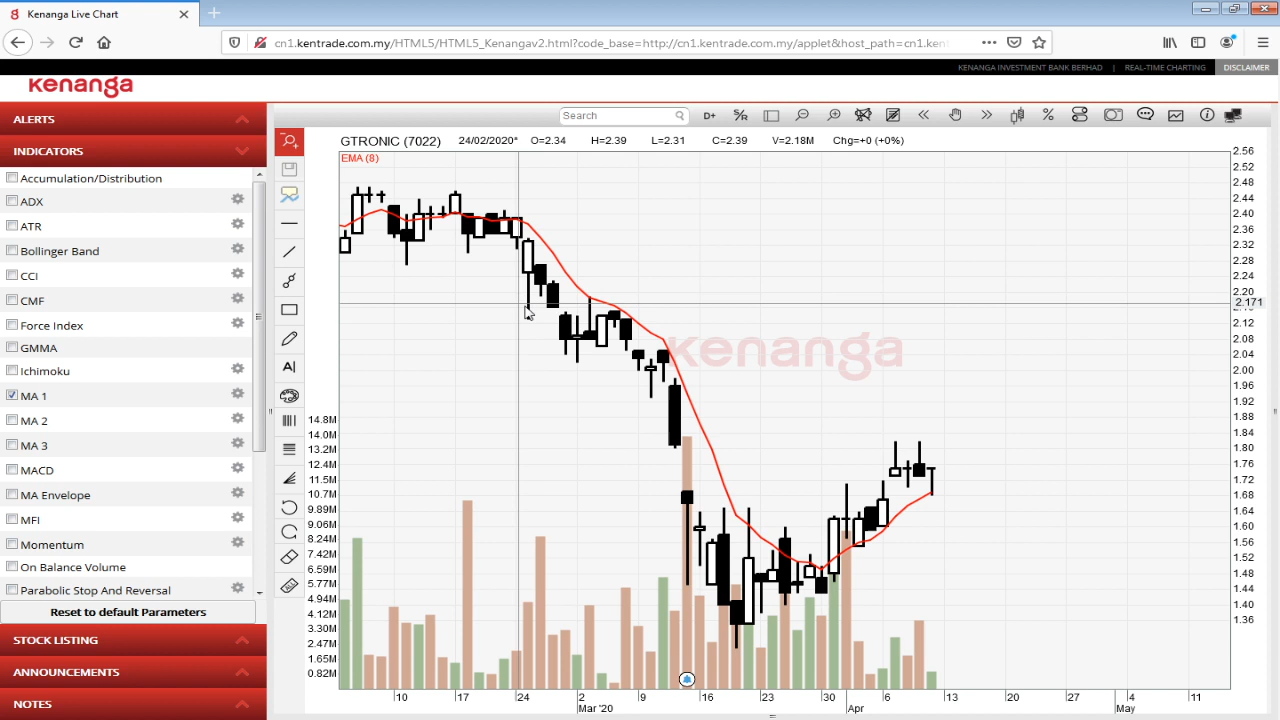 Kenanga Live Chart
cn1.kentrade.com.my/HTML5/HTML5_Kenangav2.html?code_base=http://cn1.kentrade.com.my/applet&host_path=cn1.ken
KENANGA INVESTMENT BANK BERHAD | REAL-TIME CHARTING DISCLAIMER
kenanga
ALERTS
INDICATORS
Accumulation/Distribution
ADX
ATR
Bollinger Band
CCI
CMF
Force Index
GMMA
Ichimoku
MA 1
MA 2
MA 3
MACD
MA Envelope
MFI
Momentum
On Balance Volume
Parabolic Stop And Reversal
Reset to default Parameters
STOCK LISTING
ANNOUNCEMENTS
NOTES
Search
D+
S/R
GTRONIC (7022) 24/02/2020* O=2.34 H=2.39 L=2.31 C=2.39 V=2.18M Chg=+0 (+0%)
EMA (8)
AI
kenanga
2.56
2.52
2.48
2.44
2.40
2.36
2.32
2.28
2.24
2.20
2.171
2.12
2.08
2.04
2.00
1.96
1.92
1.88
1.84
1.80
1.76
1.72
1.68
1.64
1.60
1.56
1.52
1.48
1.44
1.40
1.36
14.8M
14.0M
13.2M
12.4M
11.5M
10.7M
9.89M
9.06M
8.24M
7.42M
6.59M
5.77M
4.94M
4.12M
3.30M
2.47M
1.65M
0.82M
10 17 24 2 9 16 23 30 6 13 20 27 4 11
Mar '20 Apr May